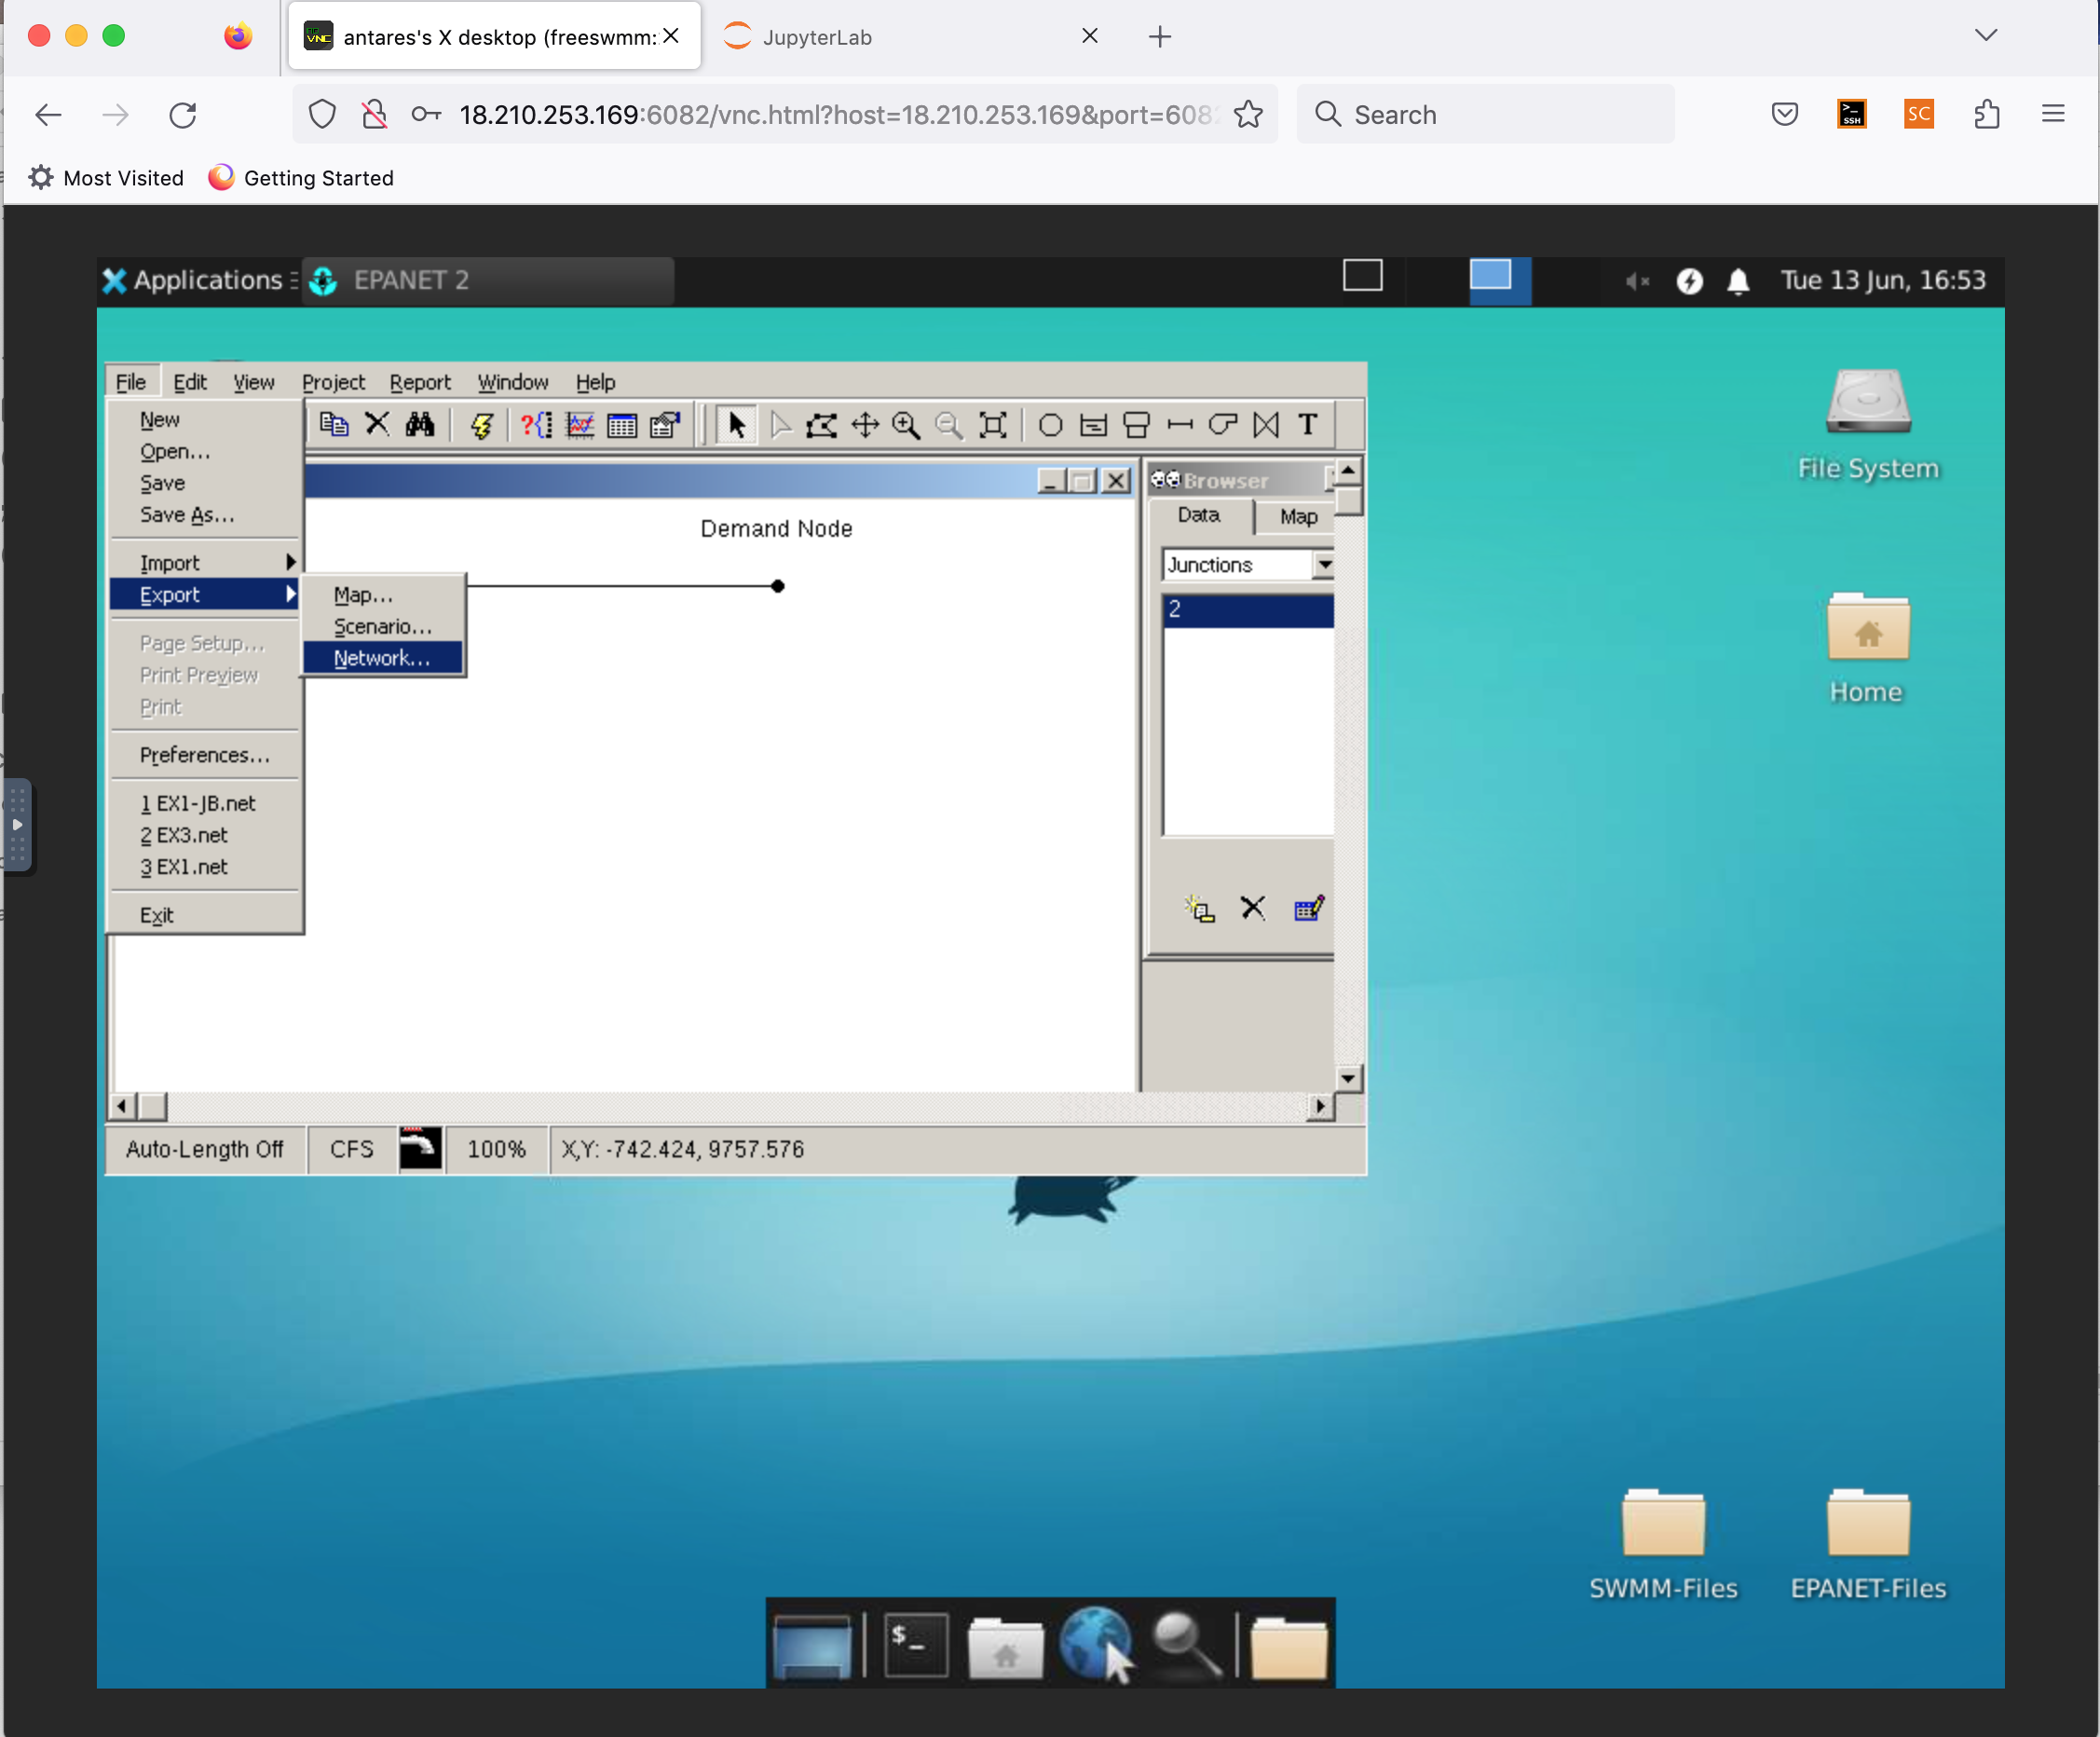 antares's X desktop (freeswmm:
JupyterLab
18.210.253.169:6082/vnc.html?host=18.210.253.169&port=608
Search
SSH
SC
Most Visited
Getting Started
Applications
EPANET 2
Tue 13 Jun, 16:53
File Edit View Project Report Window Help
New
Open...
Save
Save As...
Import
Export
Page Setup...
Print Preview
Print
Preferences...
1 EX1-JB.net
2 EX3.net
3 EX1.net
Exit
Map...
Scenario...
Network...
T
Demand Node
Browser
Data
Map
Junctions
2
Auto-Length Off
CFS
100%
X,Y: -742.424, 9757.576
File System
Home
SWMM-Files
EPANET-Files
$_